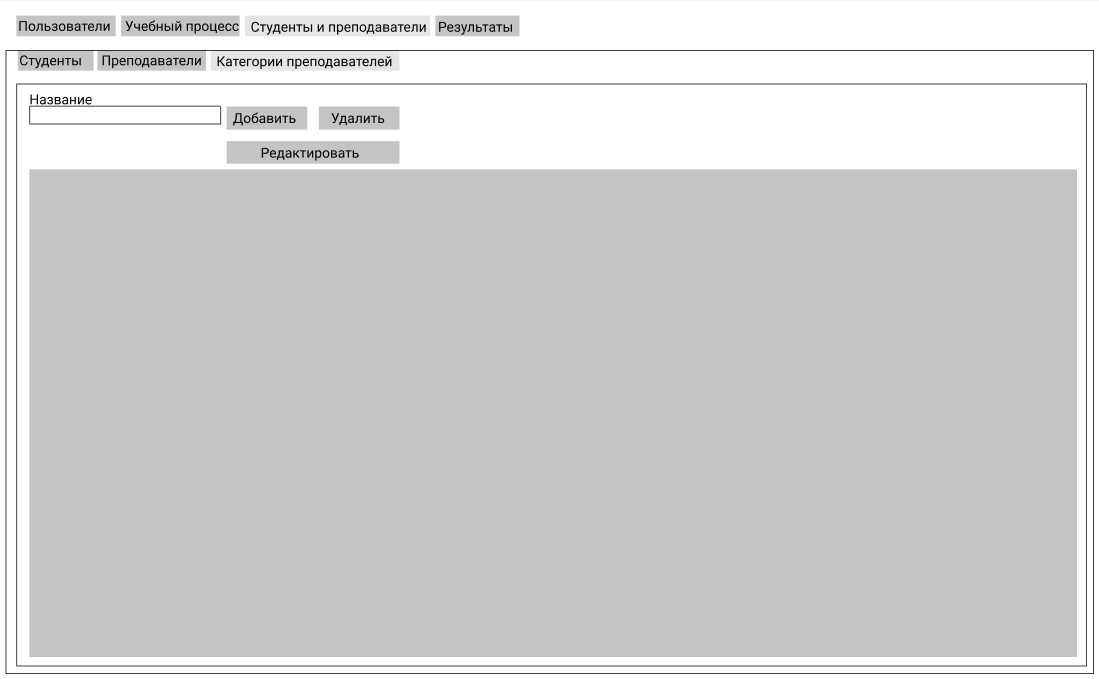 Пользователи Учебный процесс Студенты и преподаватели Результаты
Студенты Преподаватели Категории преподавателей
Название
Добавить Удалить
Редактировать